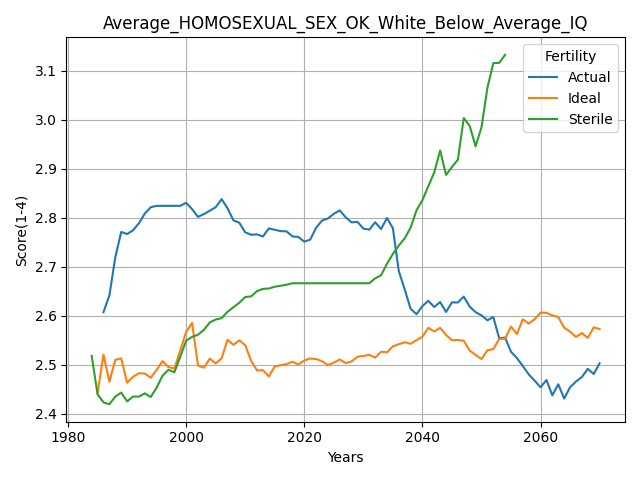 Average_HOMOSEXUAL_SEX_OK_White_Below_Average_IQ
Fertility
Actual
Ideal
Sterile
Score(1-4)
3.1
3.0
2.9
2.8
2.7
2.6
2.5
2.4
1980 2000 2020 2040 2060
Years